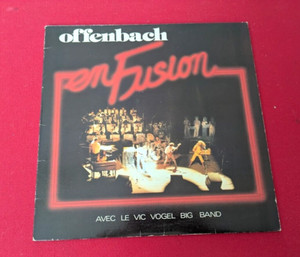 offenbach
en Fusion
AVEC LE VIC VOGEL BIG BAND